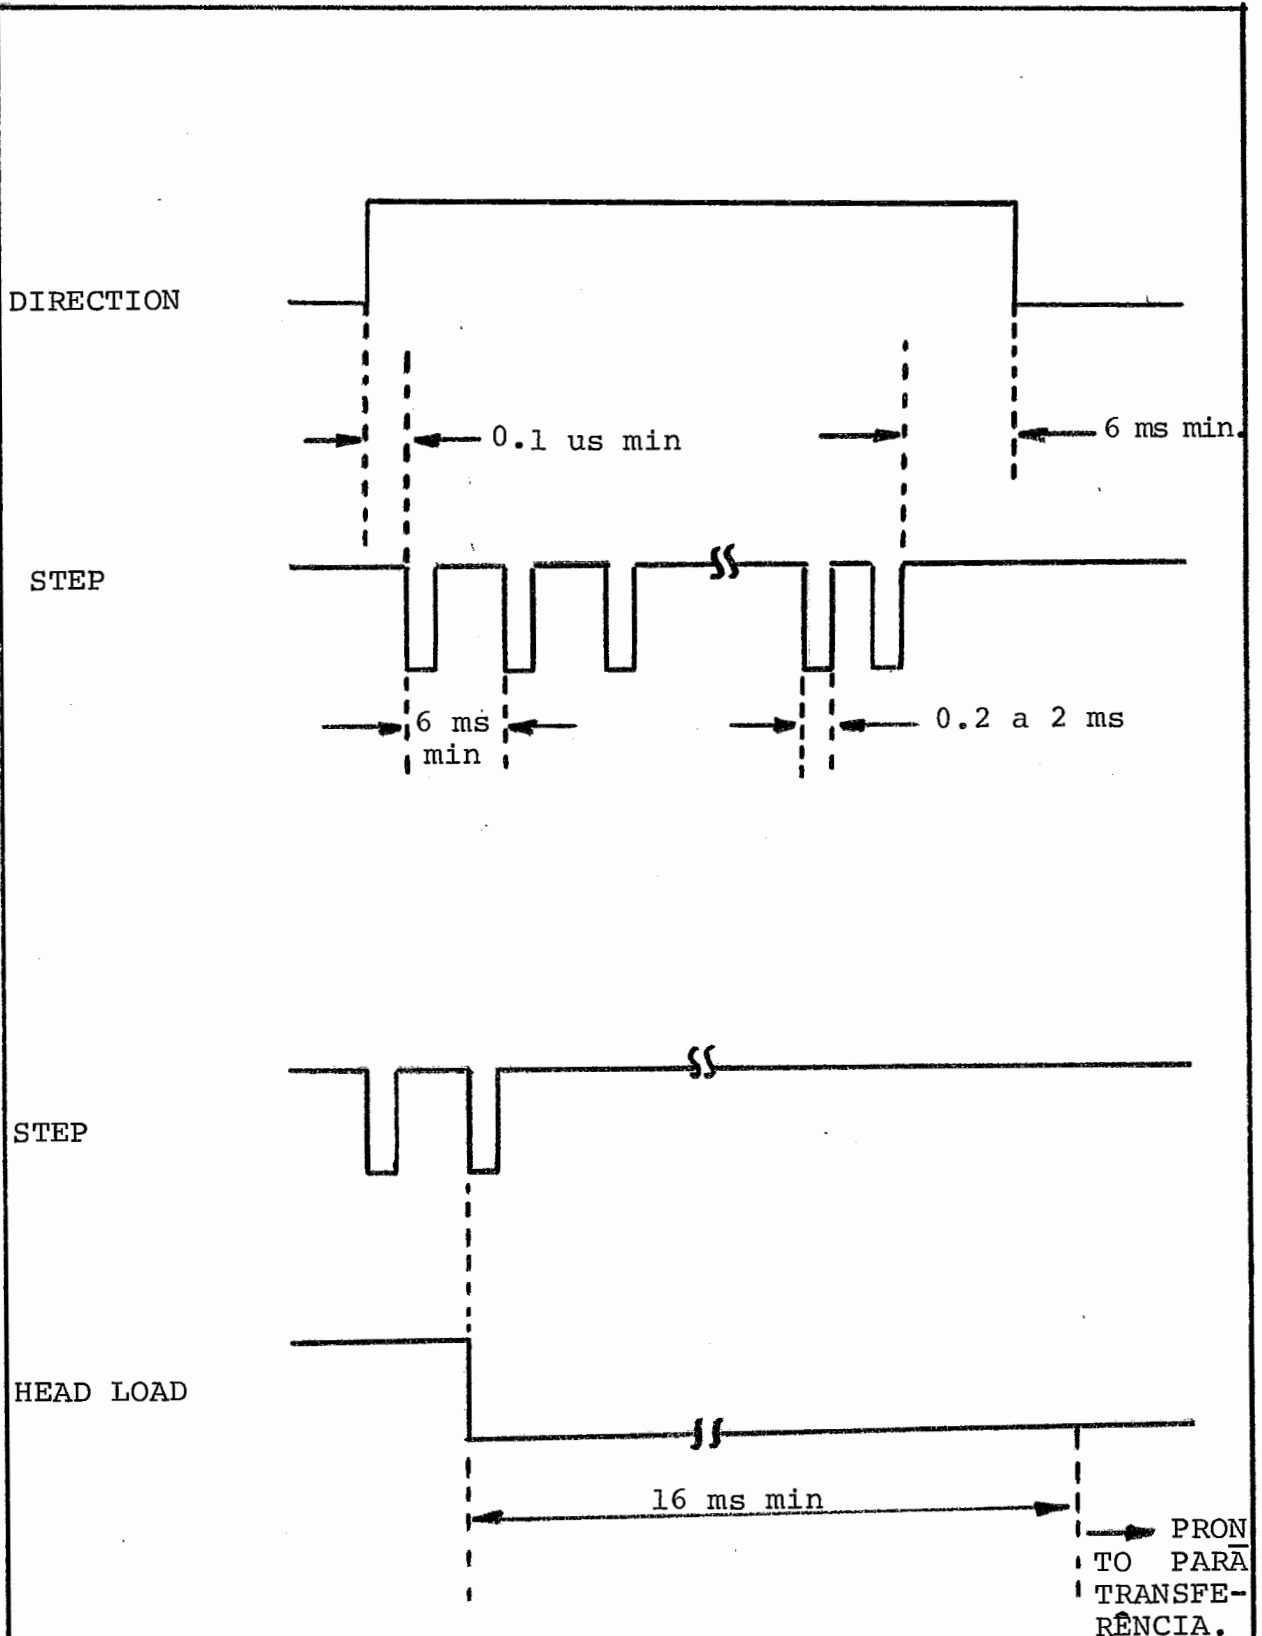 DIRECTION
0.1 us min
6 ms min.
STEP
6 ms
min
0.2 a 2 ms
STEP
HEAD LOAD
16 ms min
PRON
TO PARA
TRANSFE-
RÊNCIA.